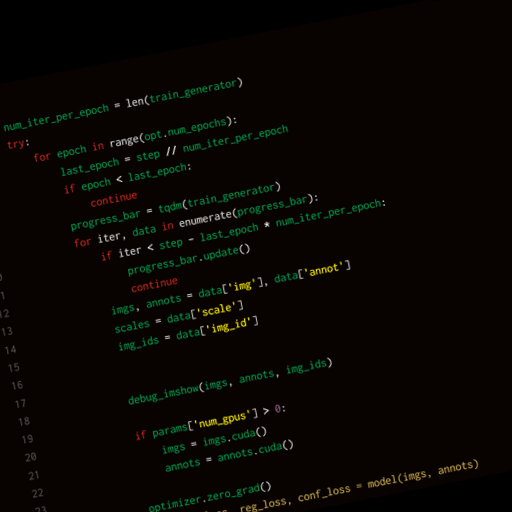 num_iter_per_epoch = len(train_generator)
try:
for epoch in range(opt.num_epochs):
last_epoch = step // num_iter_per_epoch
if epoch < last_epoch:
continue
progress_bar = tqdm(train_generator)
for iter, data in enumerate(progress_bar):
if iter < step - last_epoch * num_iter_per_epoch:
0 progress_bar.update()
1 continue
12 imgs, annots = data['img'], data['annot']
13 scales = data['scale']
14 img_ids = data['img_id']
15
16
17 debug_imshow(imgs, annots, img_ids)
18
19 if params['num_gpus'] > 0:
20 imgs = imgs.cuda()
21 annots = annots.cuda()
22
23 optimizer.zero_grad()
reg_loss, conf_loss = model(imgs, annots)